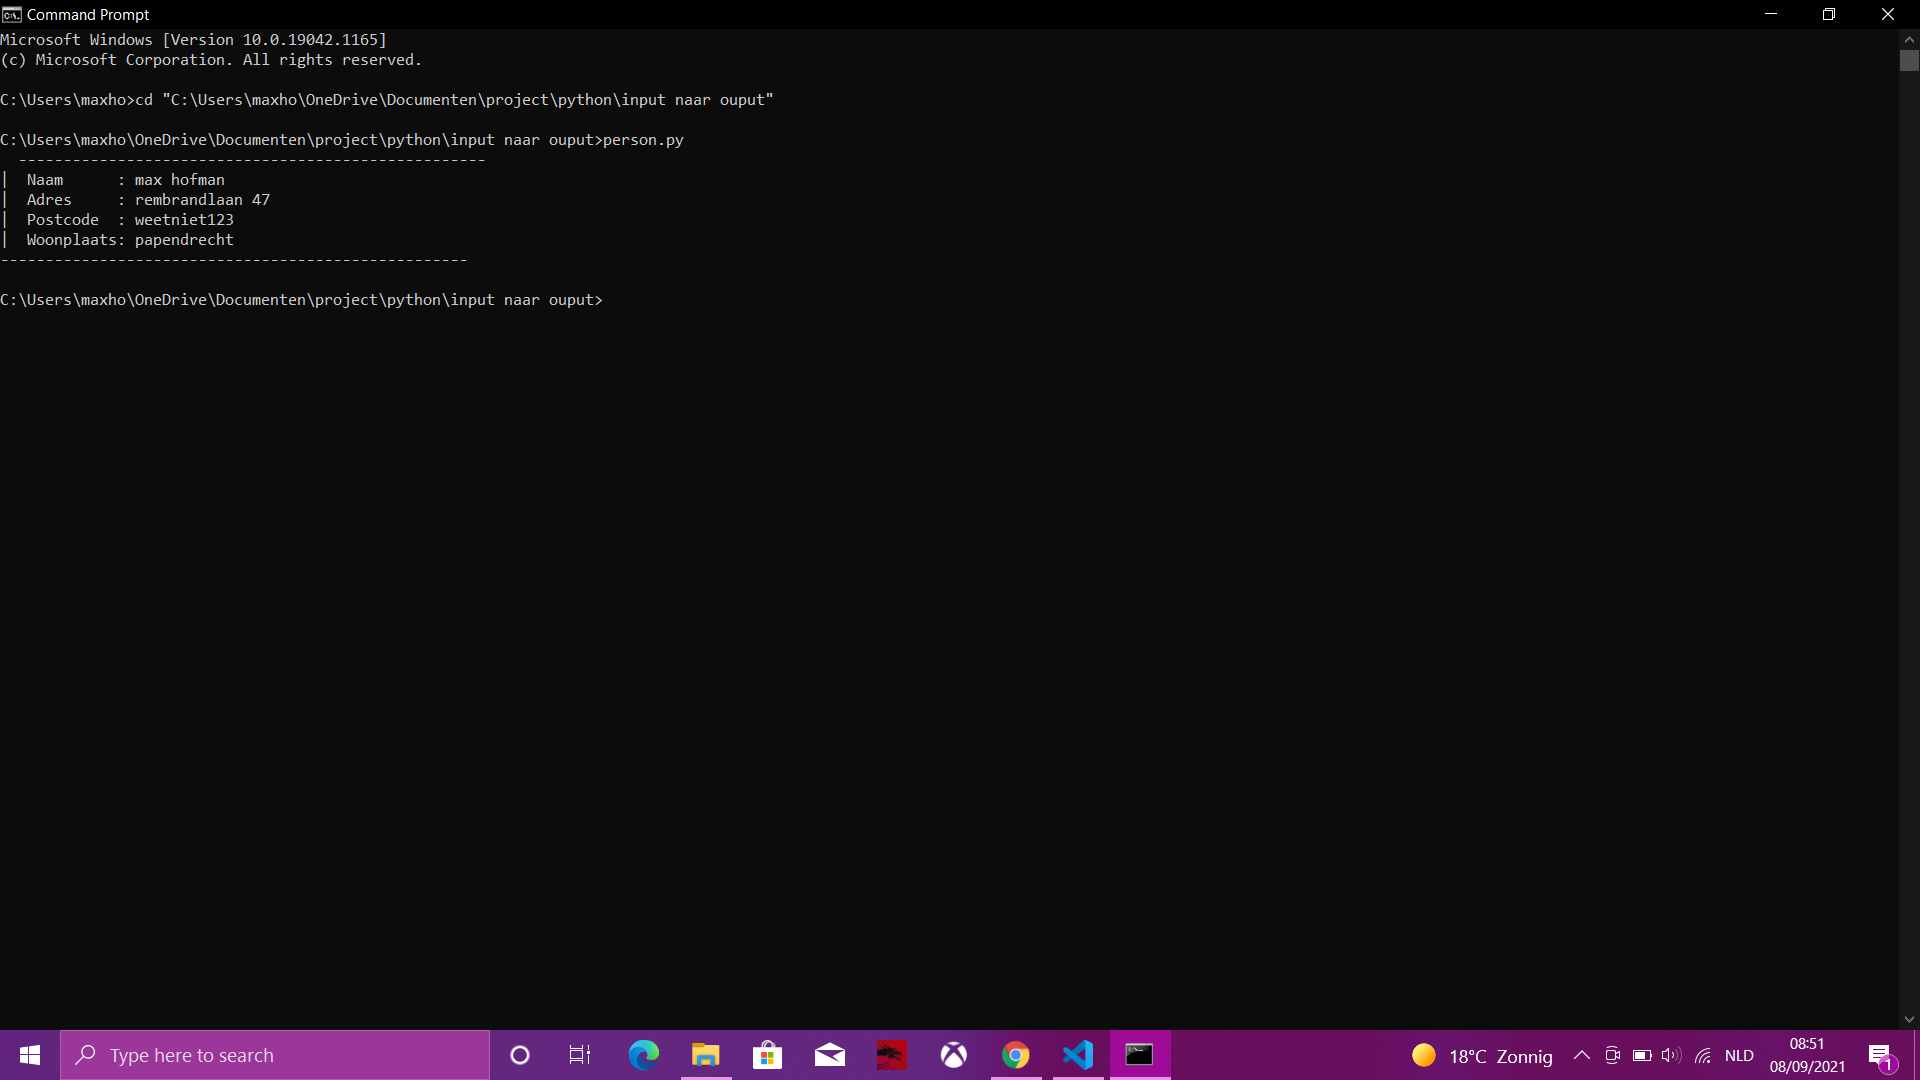 Command Prompt
Microsoft Windows [Version 10.0.19042.1165]
(c) Microsoft Corporation. All rights reserved.
C:\Users\maxho>cd "C:\Users\maxho\OneDrive\Documenten\project\python\input naar ouput"
C:\Users\maxho\OneDrive\Documenten\project\python\input naar ouput>person.py
----------------------------------------------------
|  Naam      : max hofman
|  Adres     : rembrandlaan 47
|  Postcode  : weetniet123
|  Woonplaats: papendrecht
----------------------------------------------------
C:\Users\maxho\OneDrive\Documenten\project\python\input naar ouput>
Type here to search
18°C Zonnig
NLD
08:51
08/09/2021
1